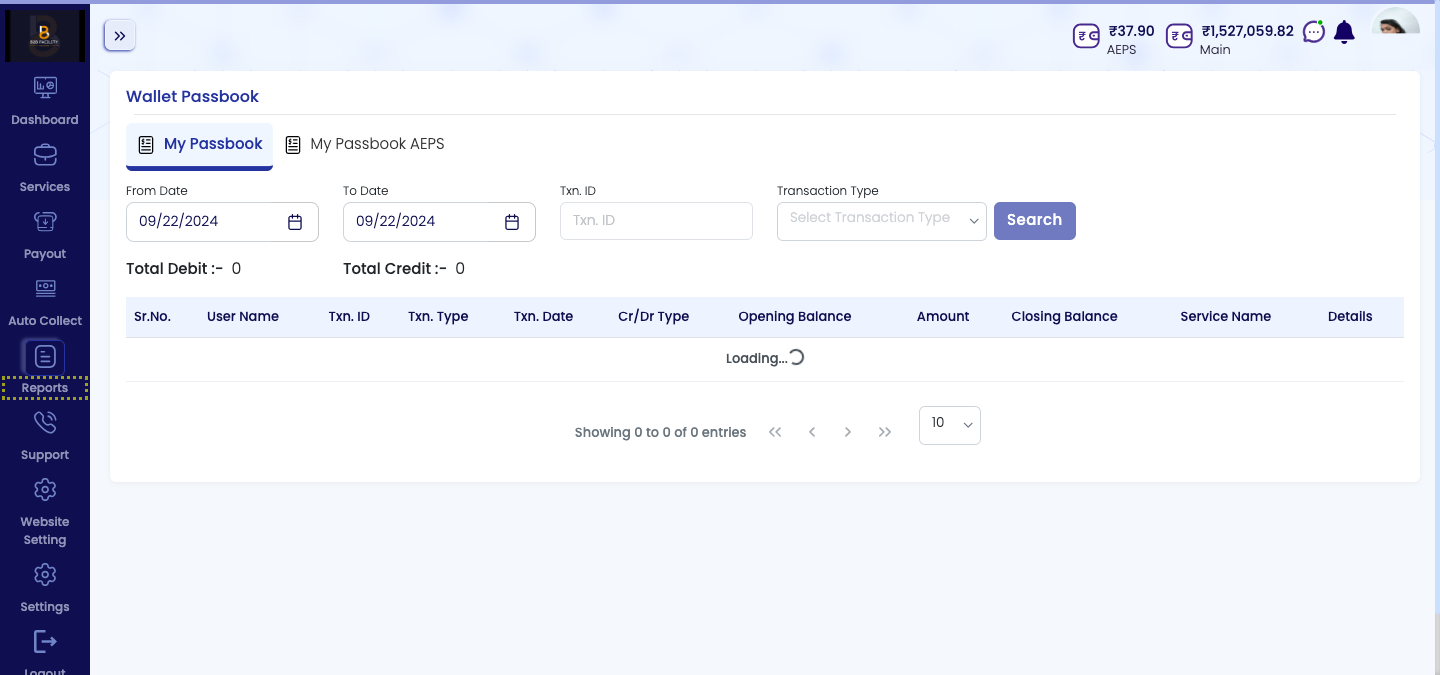 B2B FACILITY
₹37.90
AEPS
₹1,527,059.82
Main
Dashboard
Services
Payout
Auto Collect
Reports
Support
Website
Setting
Settings
Logout
Wallet Passbook
My Passbook
My Passbook AEPS
From Date
To Date
Txn. ID
Transaction Type
09/22/2024
09/22/2024
Txn. ID
Select Transaction Type
Search
Total Debit :- 0
Total Credit :- 0
Sr.No. User Name Txn. ID Txn. Type Txn. Date Cr/Dr Type Opening Balance Amount Closing Balance Service Name Details
Loading...
Showing 0 to 0 of 0 entries
10